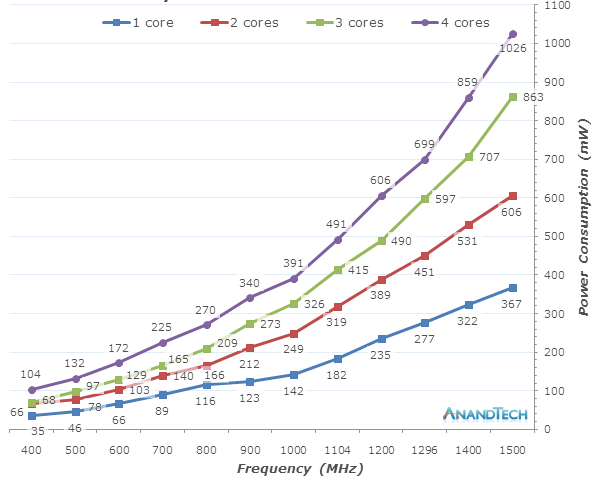 1 core 2 cores 3 cores 4 cores
1100
1000
900
800
700
600
500
400
300
200
100
0
Power Consumption (mW)
104 132 172 225 270 340 391 491 606 699 859 1026
68 97 129 165 209 273 326 415 490 597 707 863
66 78 103 140 166 212 249 319 389 451 531 606
35 46 66 89 116 123 142 182 235 277 322 367
ANANDTECH
400 500 600 700 800 900 1000 1104 1200 1296 1400 1500
Frequency (MHz)